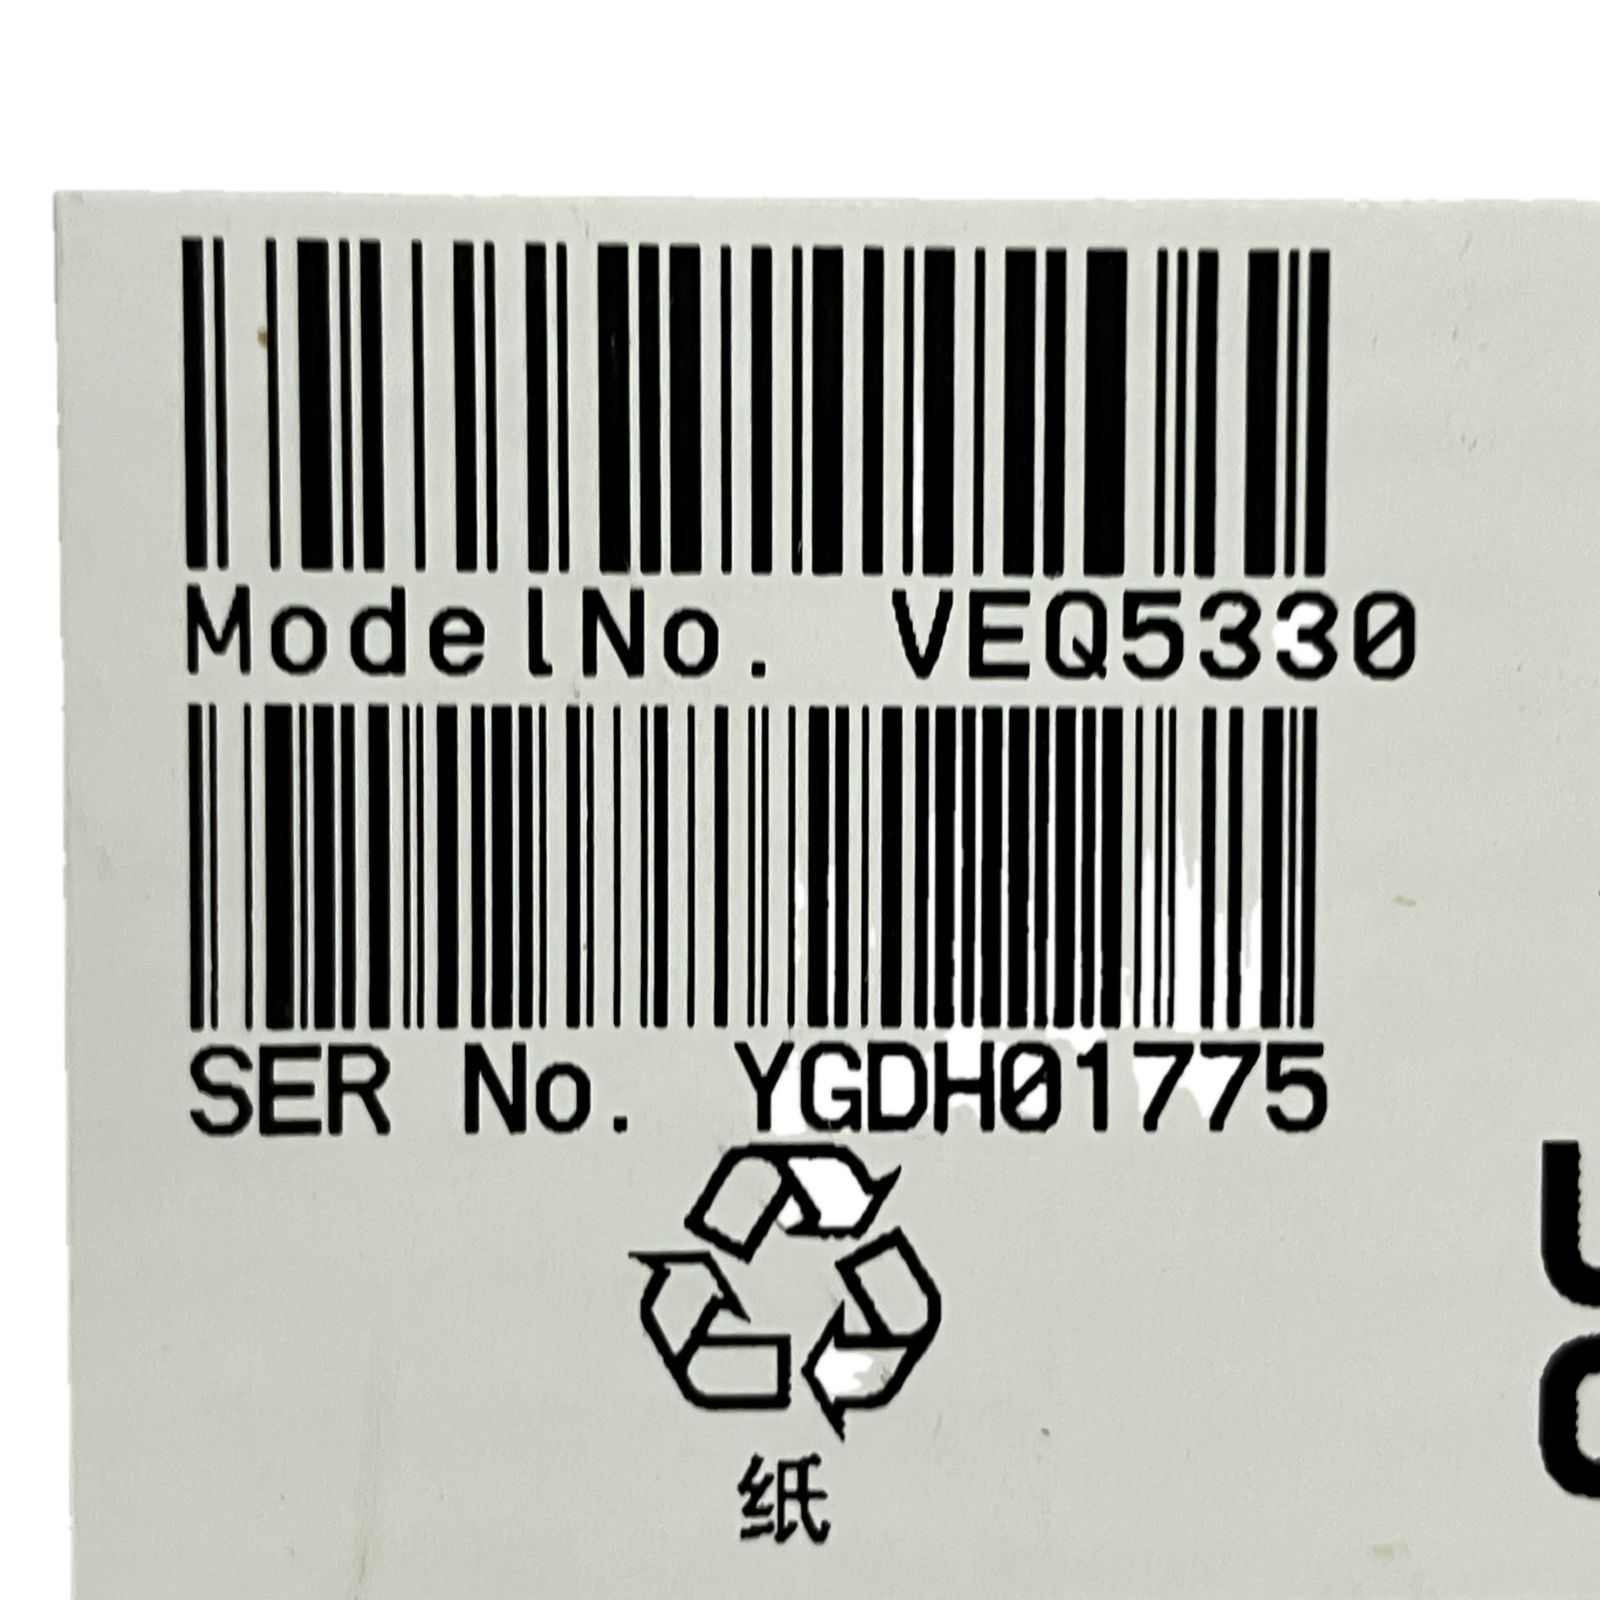 ModelNo. VEQ5330
SER No. YGDH01775
纸